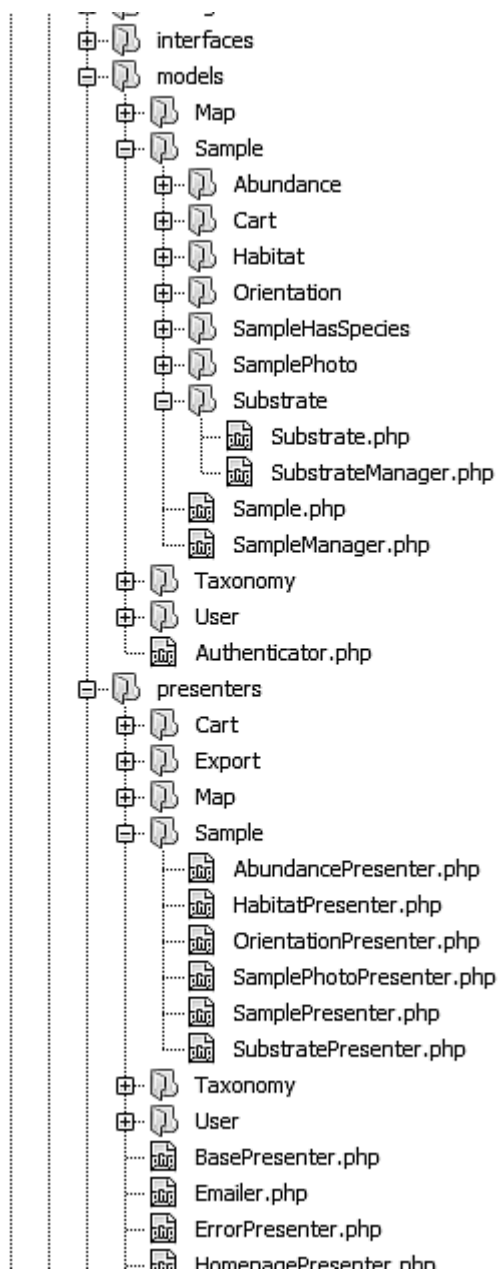 interfaces
models
Map
Sample
Abundance
Cart
Habitat
Orientation
SampleHasSpecies
SamplePhoto
Substrate
Substrate.php
SubstrateManager.php
Sample.php
SampleManager.php
Taxonomy
User
Authenticator.php
presenters
Cart
Export
Map
Sample
AbundancePresenter.php
HabitatPresenter.php
OrientationPresenter.php
SamplePhotoPresenter.php
SamplePresenter.php
SubstratePresenter.php
Taxonomy
User
BasePresenter.php
Emailer.php
ErrorPresenter.php
HomepagePresenter.php